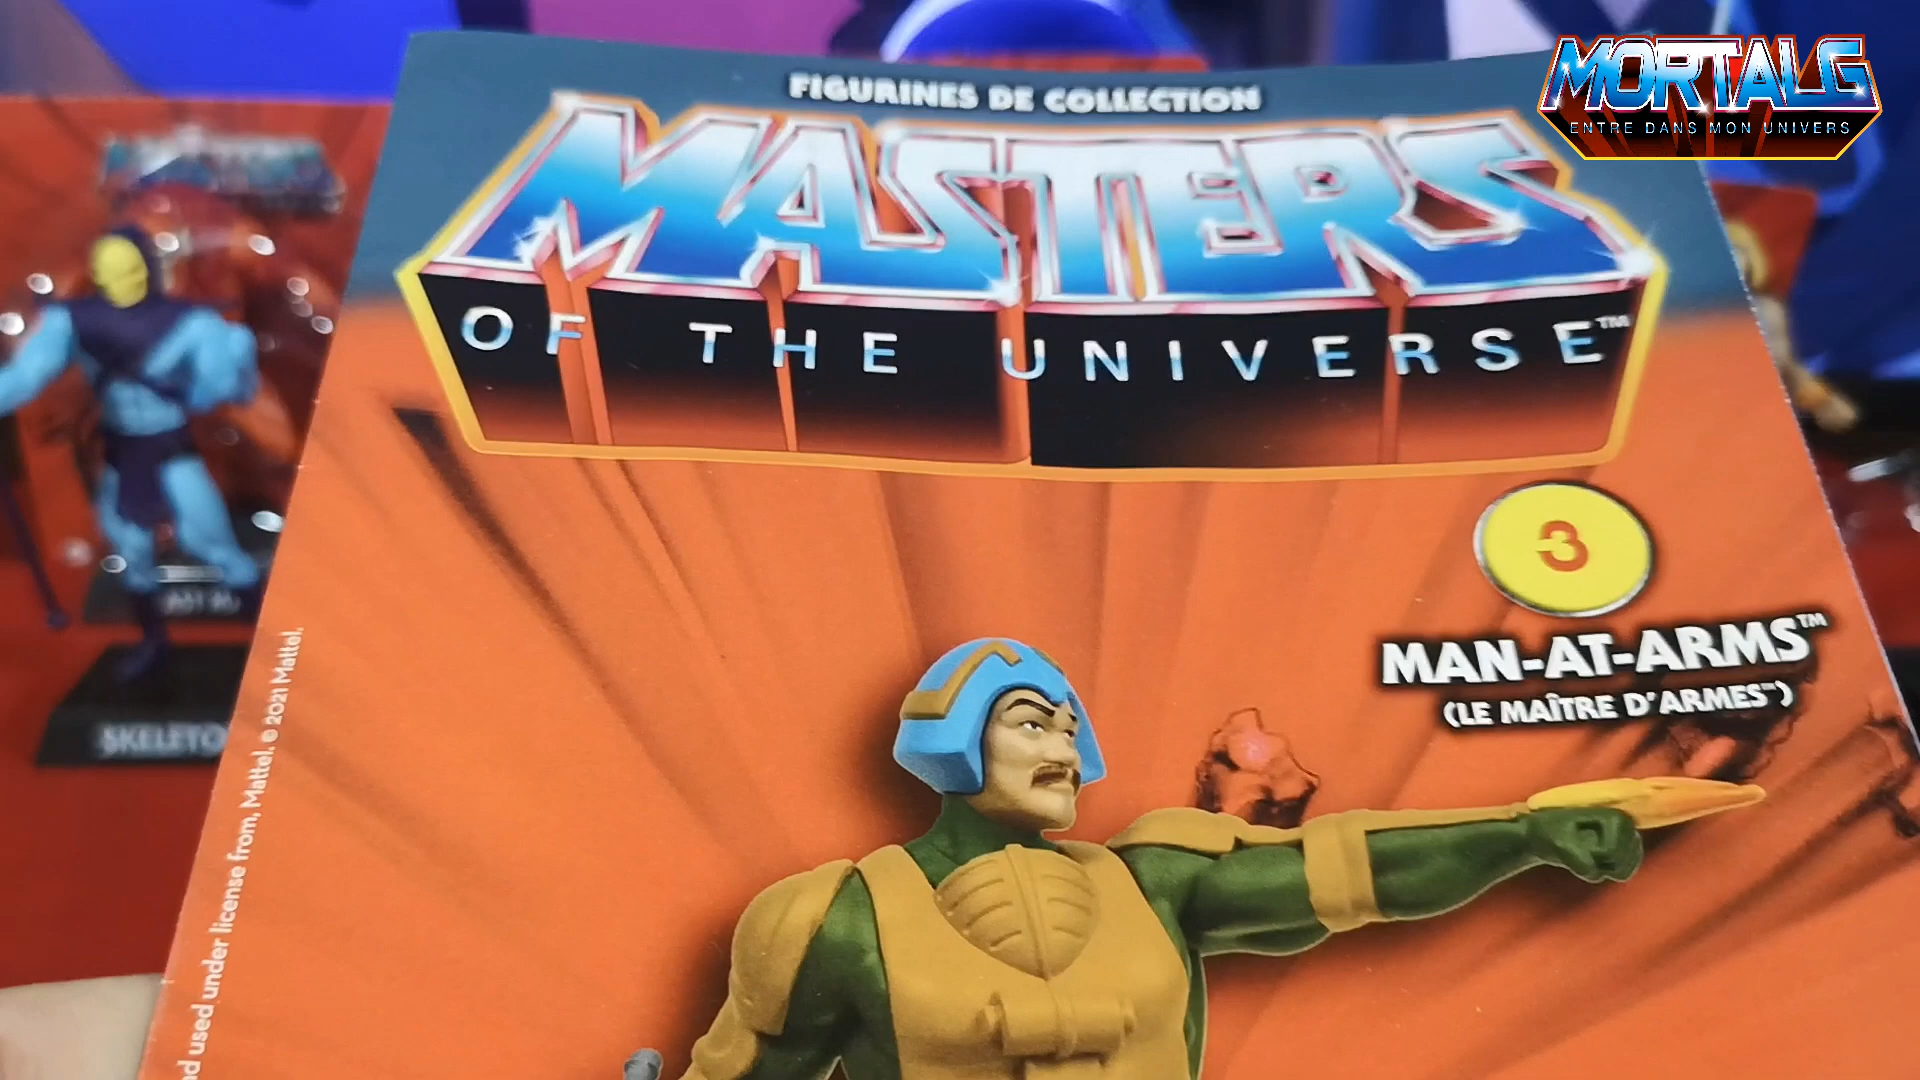 MORTALG
ENTRE DANS MON UNIVERS
FIGURINES DE COLLECTION
MASTERS
OF THE UNIVERSE™
3
MAN-AT-ARMS™
(LE MAÎTRE D'ARMES™)
used under license from, Mattel. © 2021 Mattel.